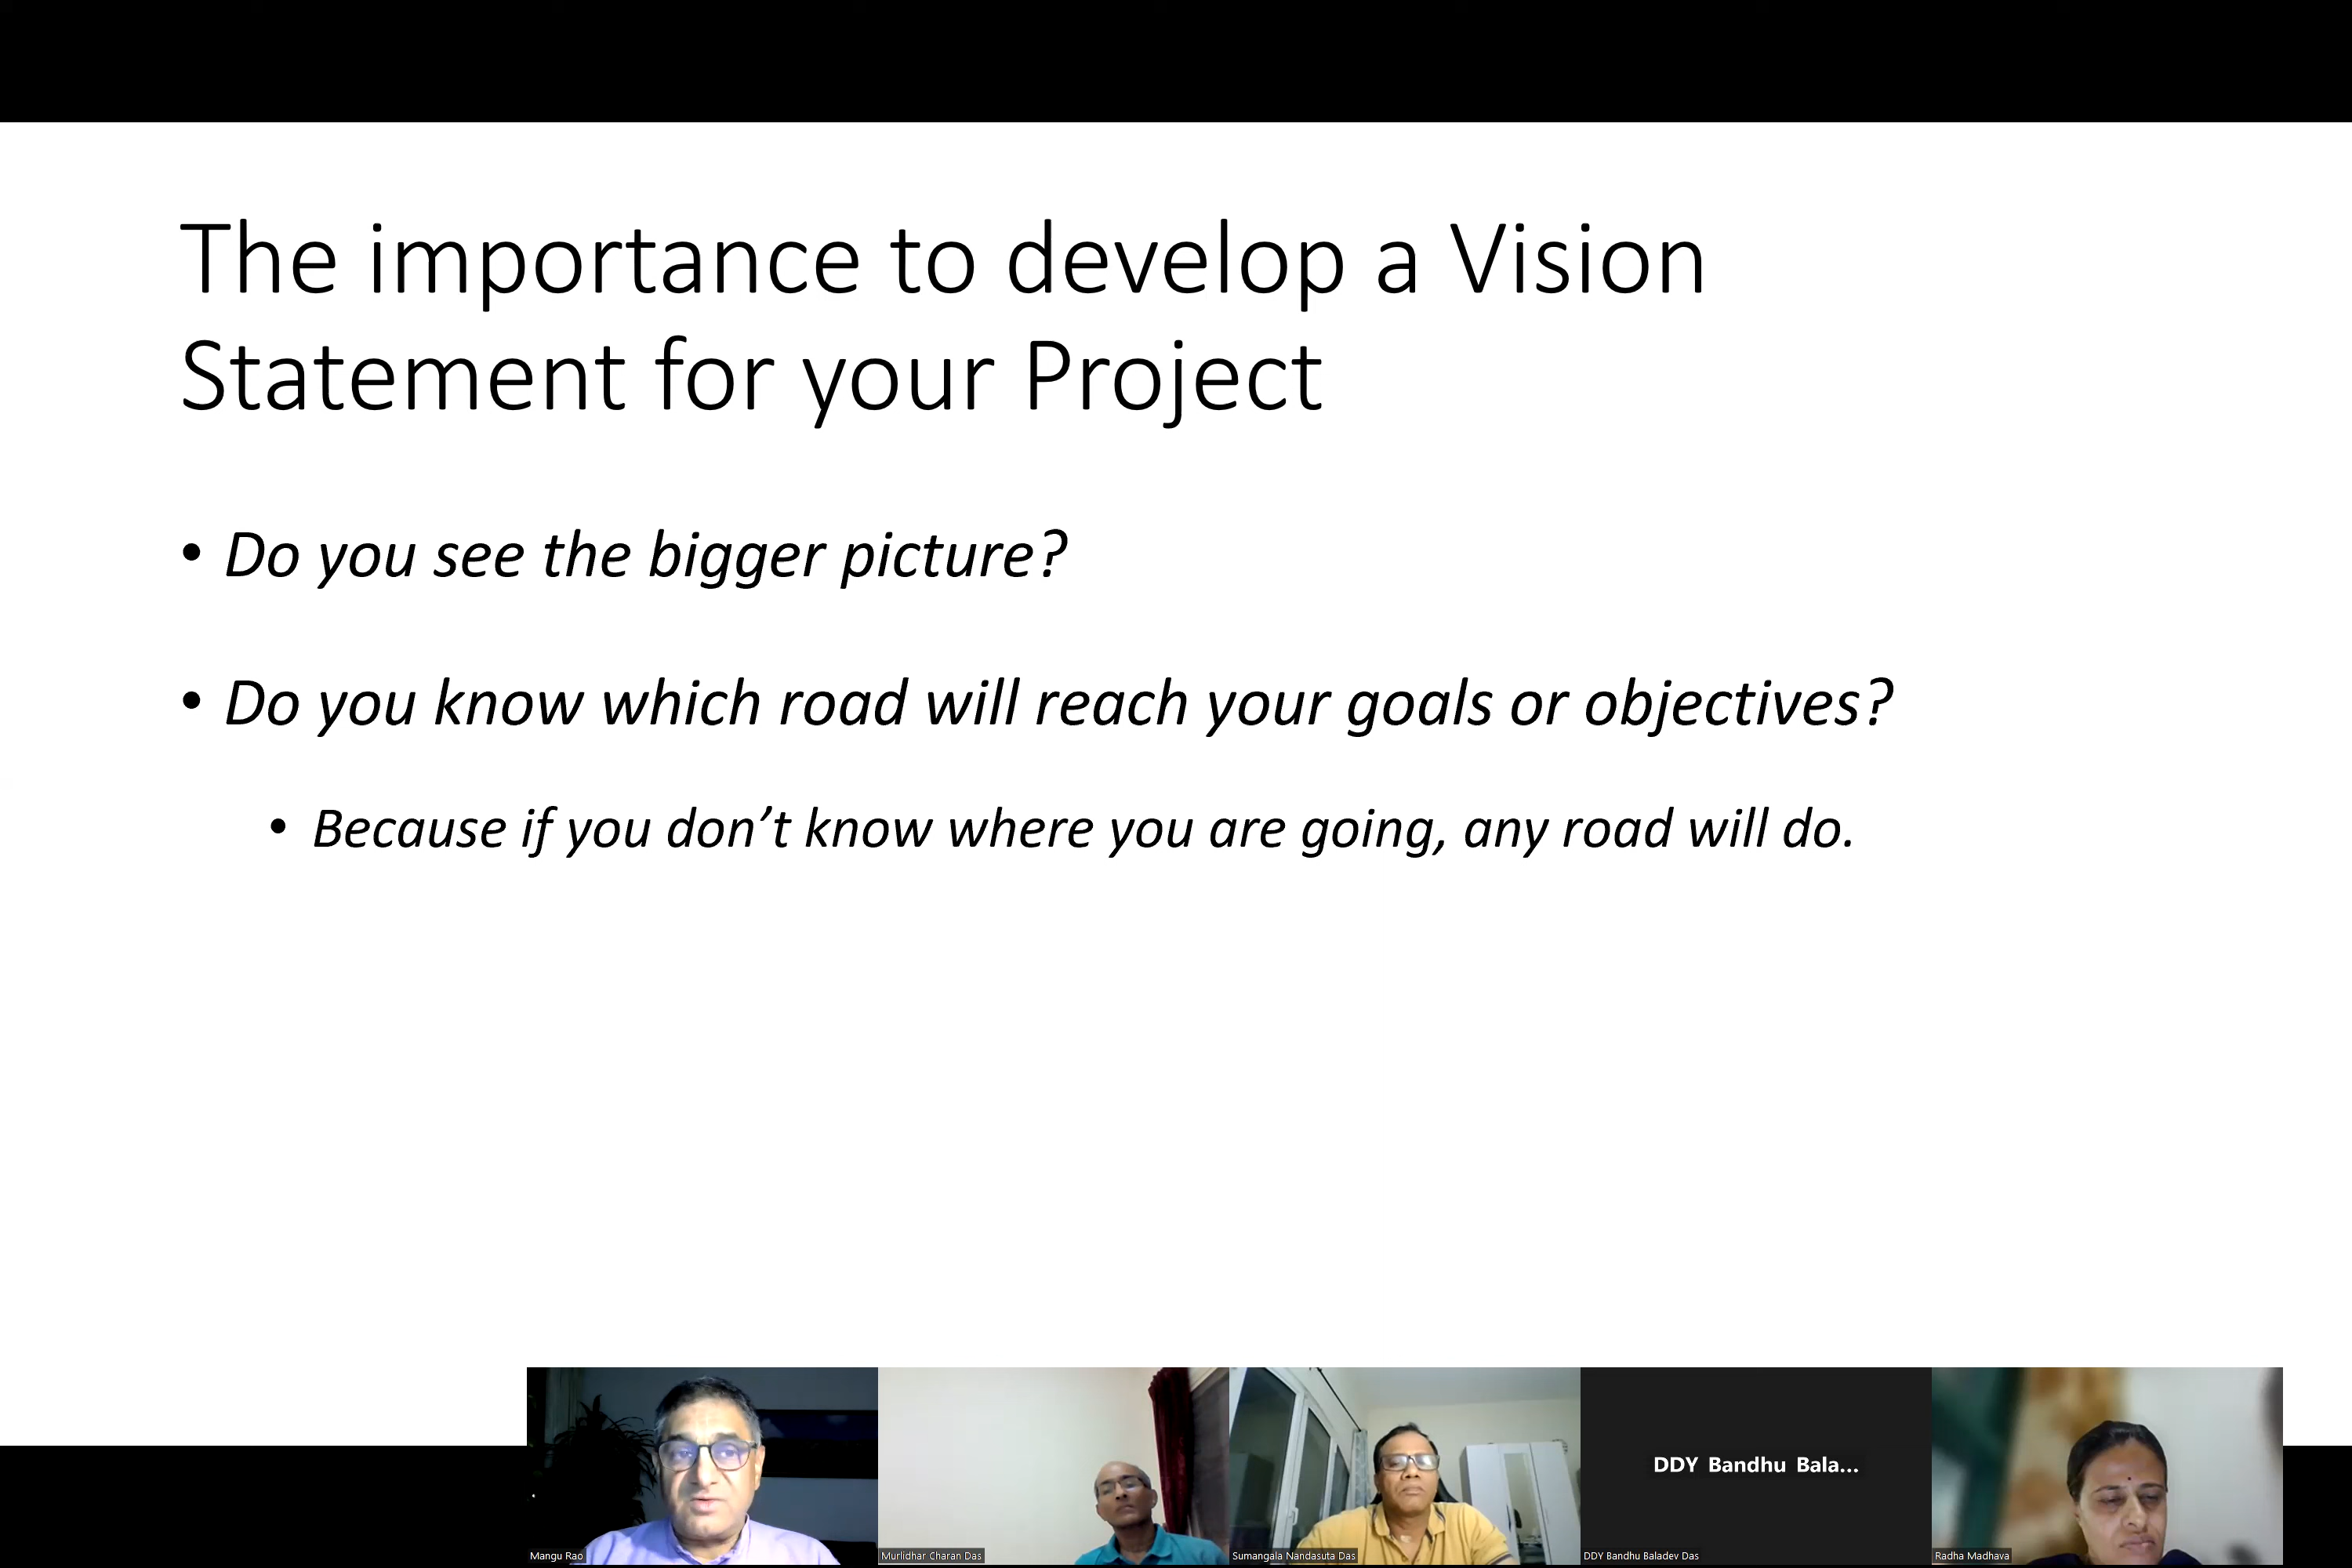 The importance to develop a Vision
Statement for your Project
• Do you see the bigger picture?
• Do you know which road will reach your goals or objectives?
• Because if you don’t know where you are going, any road will do.
DDY Bandhu Bala...
Mangu Rao
Murlidhar Charan Das
Sumangala Nandasuta Das
DDY Bandhu Baladev Das
Radha Madhava